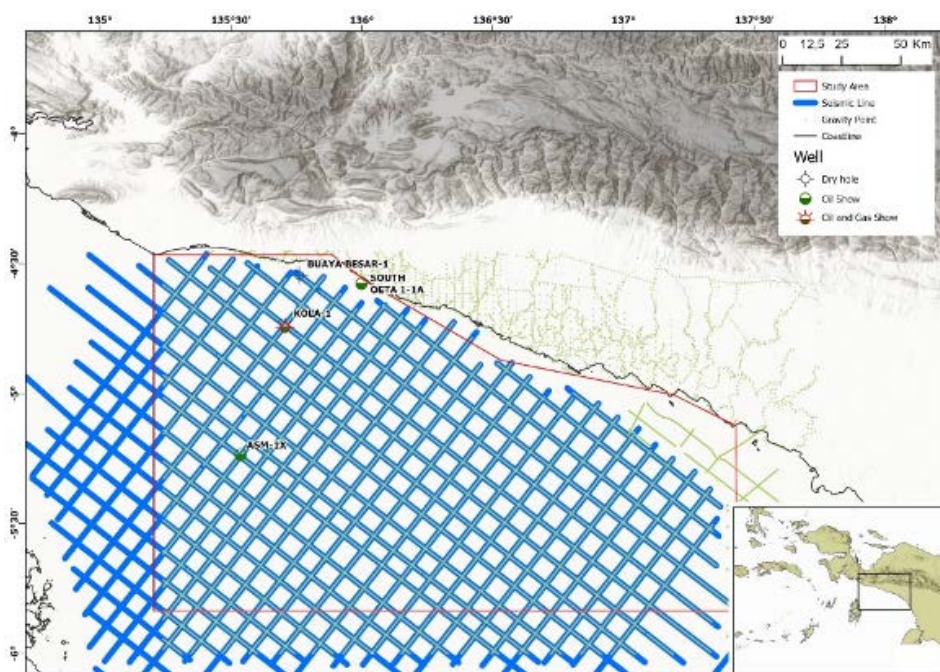 135°
135°30'
136°
136°30'
137°
137°30'
138°
0 12.5 25 50 Km
Study Area
Seismic Line
Gravity Point
Coastline
Well
Dry hole
Oil Show
Oil and Gas Show
-4°
-4°30'
BUAYA BESAR-1
SOUTH
OETA 1-1A
KOLA-1
-5°
ASM-1X
-5°30'
-6°